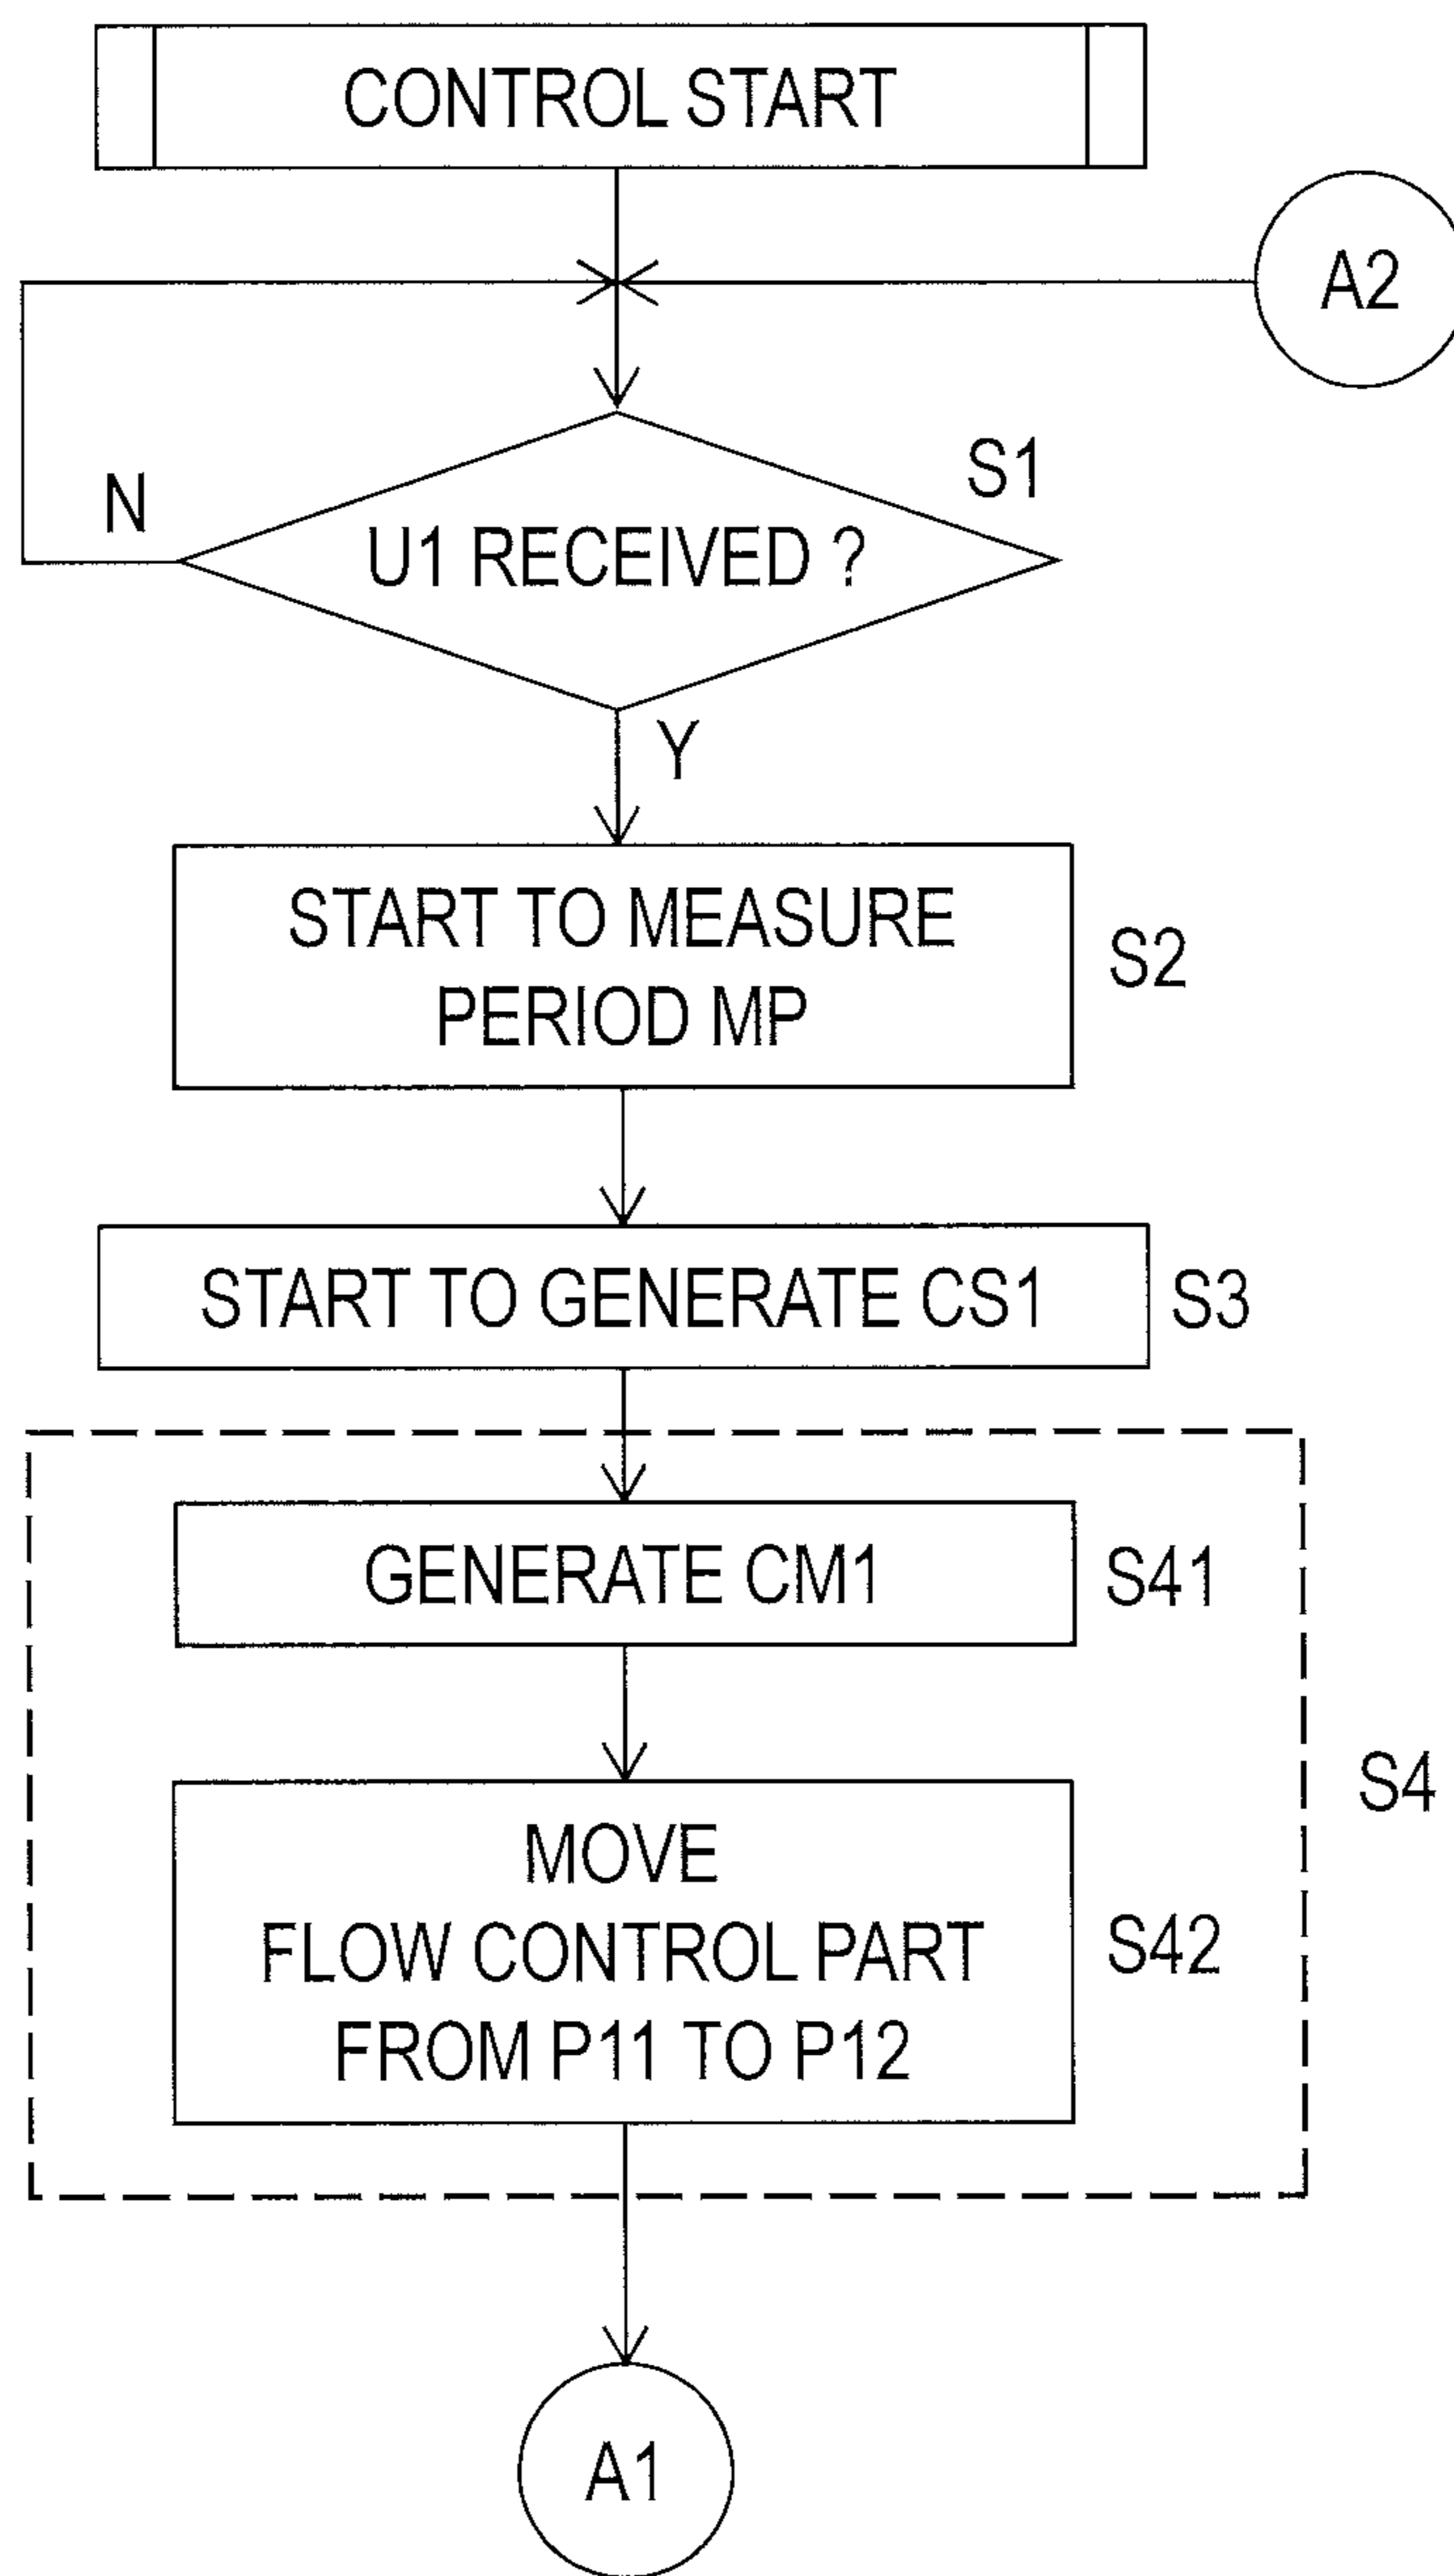 CONTROL START
A2
S1
N
U1 RECEIVED ?
Y
START TO MEASURE
PERIOD MP
S2
START TO GENERATE CS1
S3
GENERATE CM1
S41
MOVE
FLOW CONTROL PART
FROM P11 TO P12
S42
S4
A1